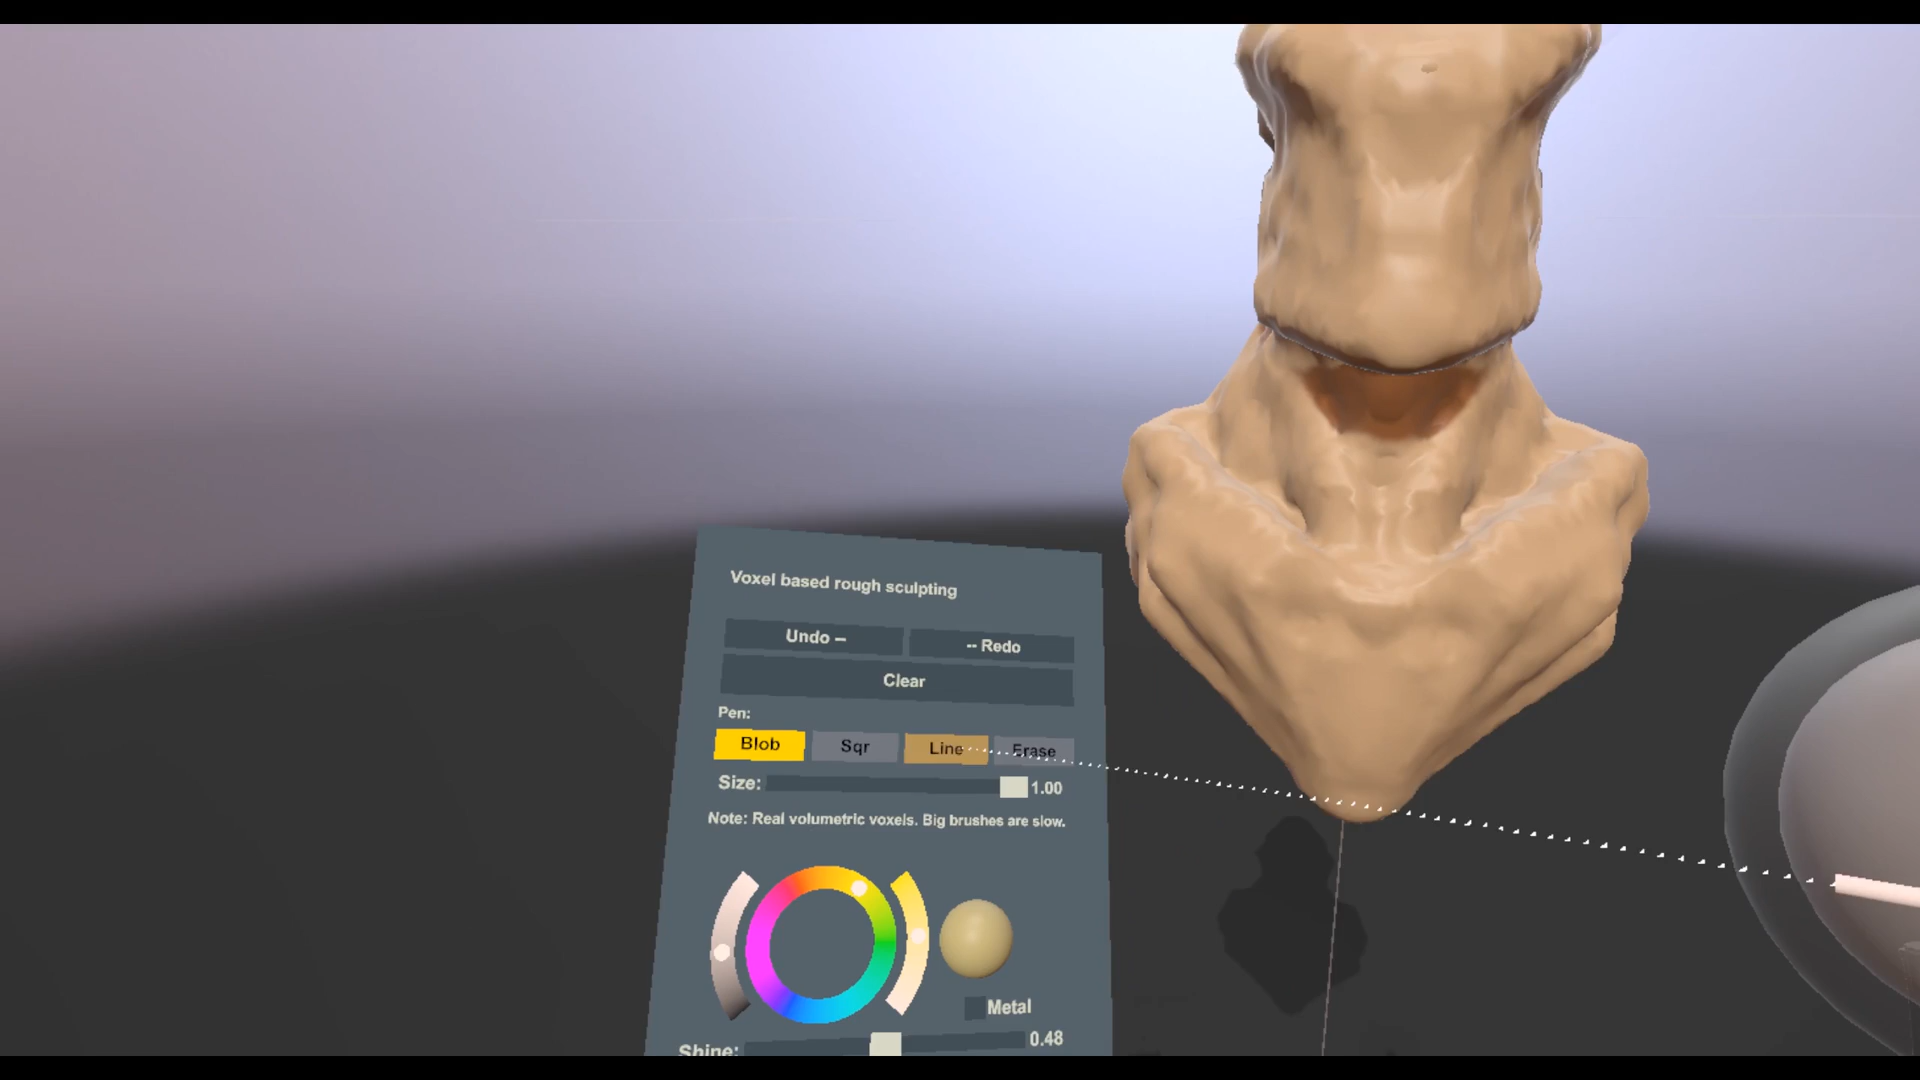 Voxel based rough sculpting
Undo --
-- Redo
Clear
Pen:
Blob Sqr Line Erase
Size: 1.00
Note: Real volumetric voxels. Big brushes are slow.
Metal
Shine: 0.48